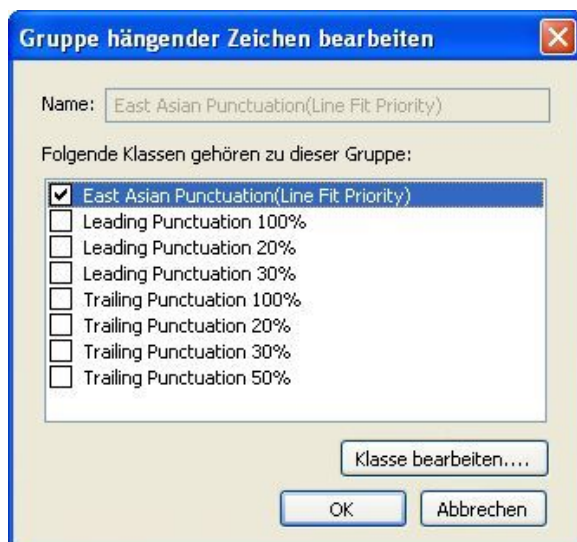 Gruppe hängender Zeichen bearbeiten
Name: East Asian Punctuation(Line Fit Priority)
Folgende Klassen gehören zu dieser Gruppe:
East Asian Punctuation(Line Fit Priority)
Leading Punctuation 100%
Leading Punctuation 20%
Leading Punctuation 30%
Trailing Punctuation 100%
Trailing Punctuation 20%
Trailing Punctuation 30%
Trailing Punctuation 50%
Klasse bearbeiten....
OK Abbrechen